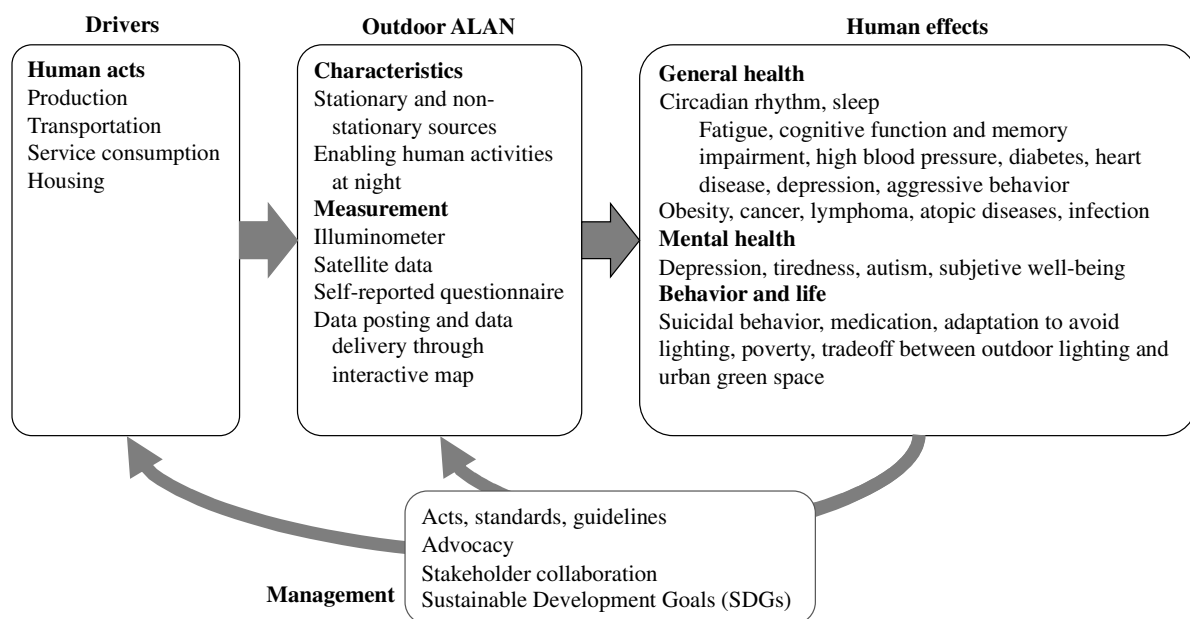 Drivers
Human acts
Production
Transportation
Service consumption
Housing
Outdoor ALAN
Characteristics
Stationary and non-
stationary sources
Enabling human activities
at night
Measurement
Illuminometer
Satellite data
Self-reported questionnaire
Data posting and data
delivery through
interactive map
Human effects
General health
Circadian rhythm, sleep
Fatigue, cognitive function and memory
impairment, high blood pressure, diabetes, heart
disease, depression, aggressive behavior
Obesity, cancer, lymphoma, atopic diseases, infection
Mental health
Depression, tiredness, autism, subjetive well-being
Behavior and life
Suicidal behavior, medication, adaptation to avoid
lighting, poverty, tradeoff between outdoor lighting and
urban green space
Management
Acts, standards, guidelines
Advocacy
Stakeholder collaboration
Sustainable Development Goals (SDGs)